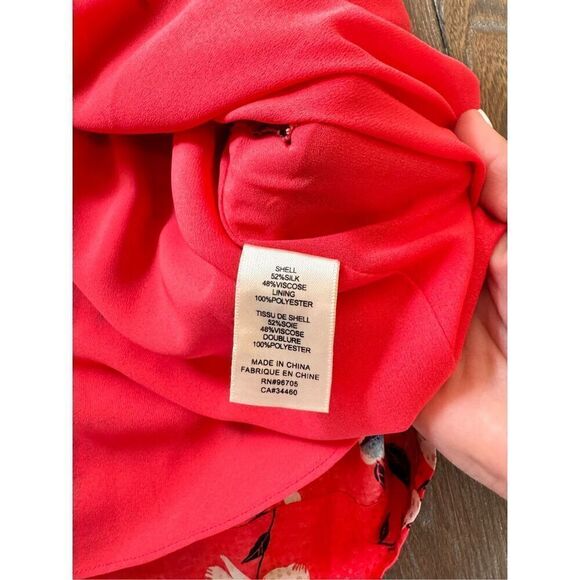 SHELL
52%SILK
48%VISCOSE
LINING
100%POLYESTER
TISSU DE SHELL
52%SOIE
48%VISCOSE
DOUBLURE
100%POLYESTER
MADE IN CHINA
FABRIQUE EN CHINE
RN#96705
CA#34460